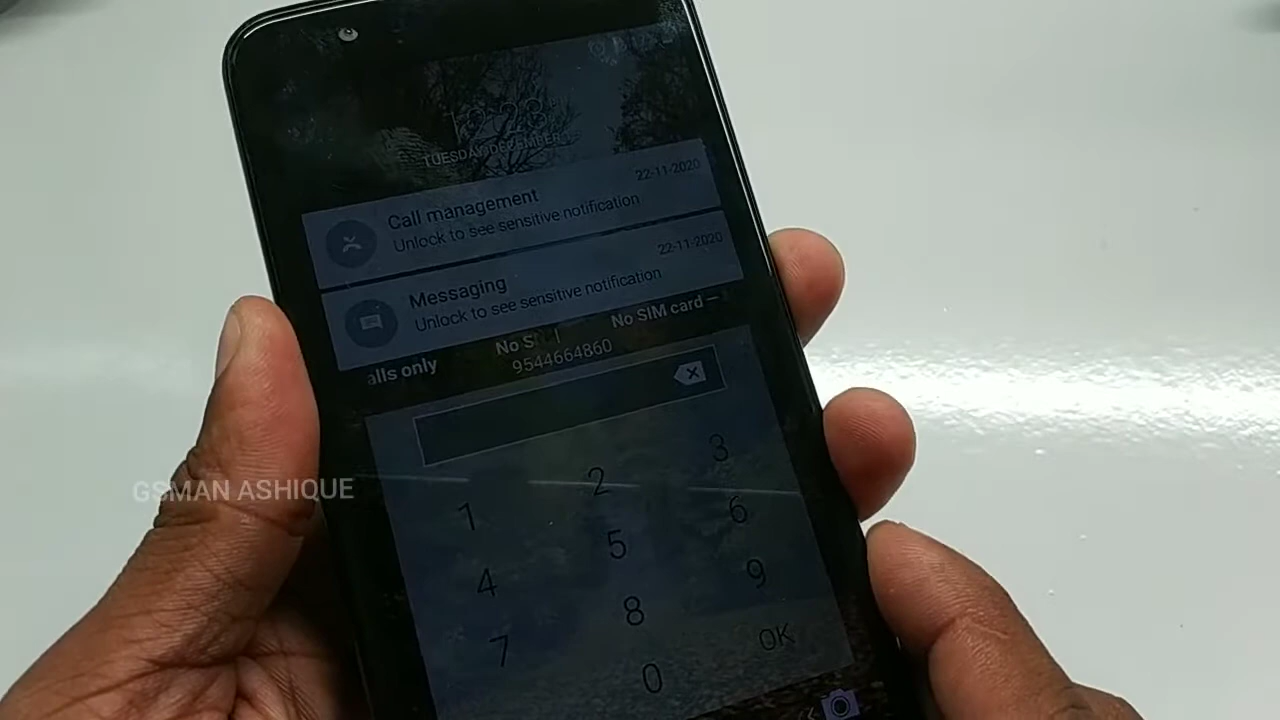 12:23
TUESDAY, DECEMBER
22-11-2020
Call management
Unlock to see sensitive notification
22-11-2020
Messaging
Unlock to see sensitive notification
alls only
No S
No SIM card —
9544664860
1 2 3
4 5 6
7 8 9
0 OK
GSMAN ASHIQUE